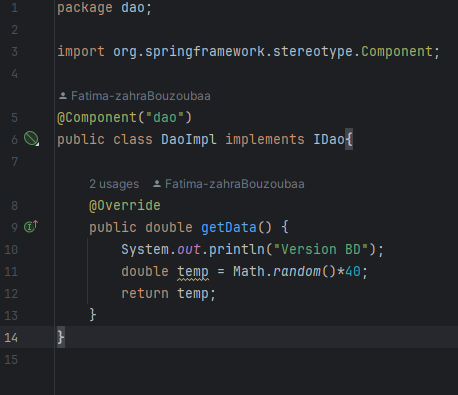 1 package dao;
2
3 import org.springframework.stereotype.Component;
4
Fatima-zahraBouzoubaa
5 @Component("dao")
6 public class DaoImpl implements IDao{
7
2 usages Fatima-zahraBouzoubaa
8 @Override
9 public double getData() {
10 System.out.println("Version BD");
11 double temp = Math.random()*40;
12 return temp;
13 }
14 }
15